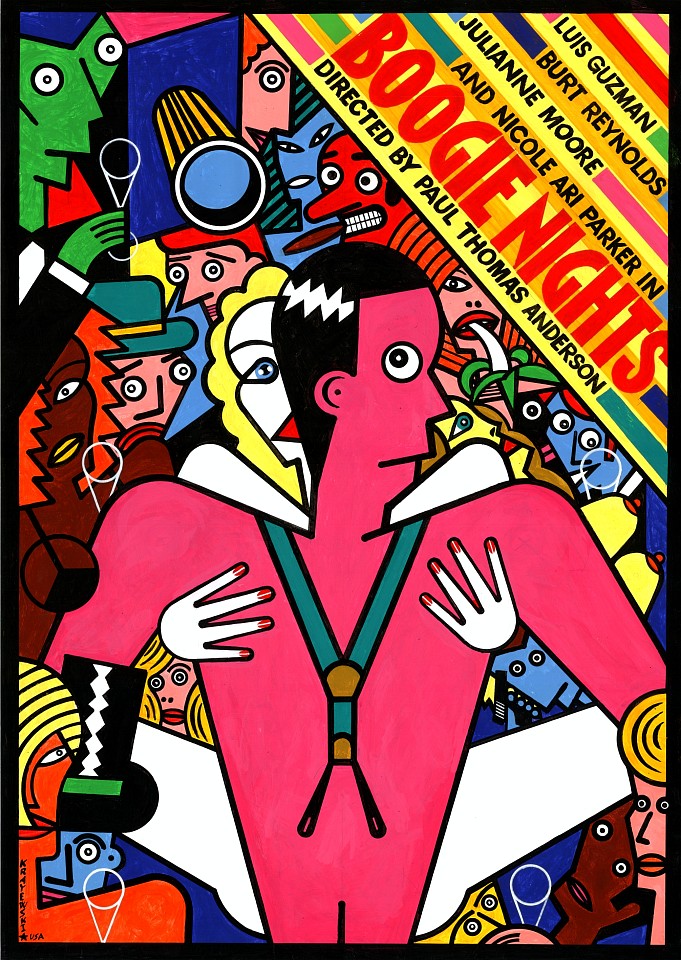 LUIS GUZMAN
BURT REYNOLDS
JULIANNE MOORE
AND NICOLE ARI PARKER IN
BOOGIE NIGHTS
DIRECTED BY PAUL THOMAS ANDERSON
KRAJEWSKI
USA